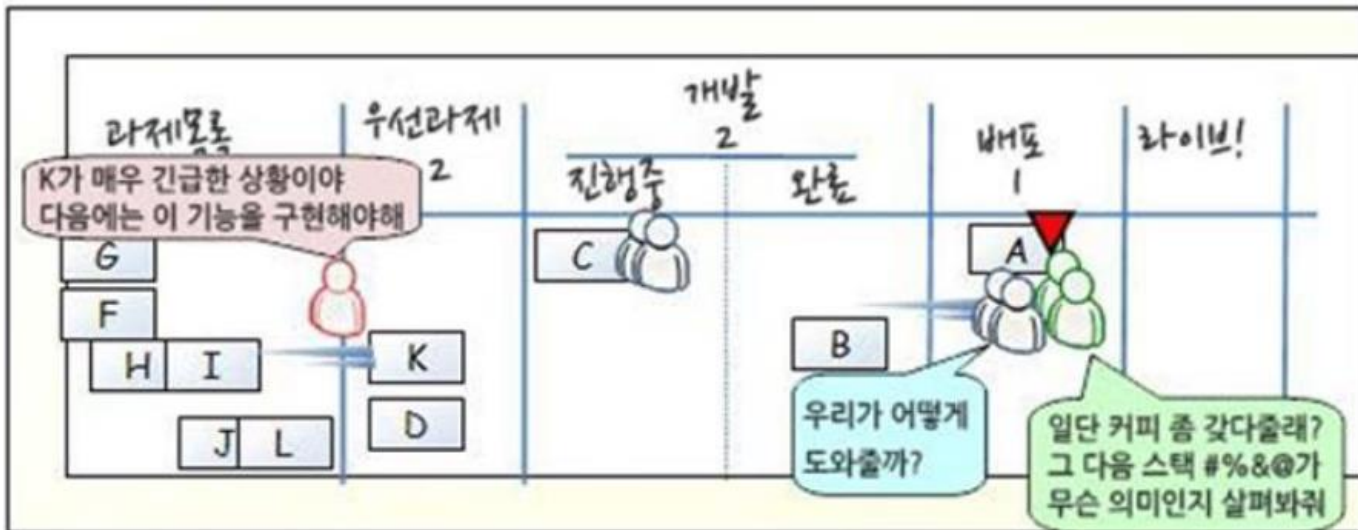 과제목록
우선과제
2
개발
2
진행중
완료
배포
1
라이브!
K가 매우 긴급한 상황이야
다음에는 이 기능을 구현해야해
G
F
H
I
J
L
K
D
C
B
A
우리가 어떻게
도와줄까?
일단 커피 좀 갖다줄래?
그 다음 스택 #%&@가
무슨 의미인지 살펴봐줘